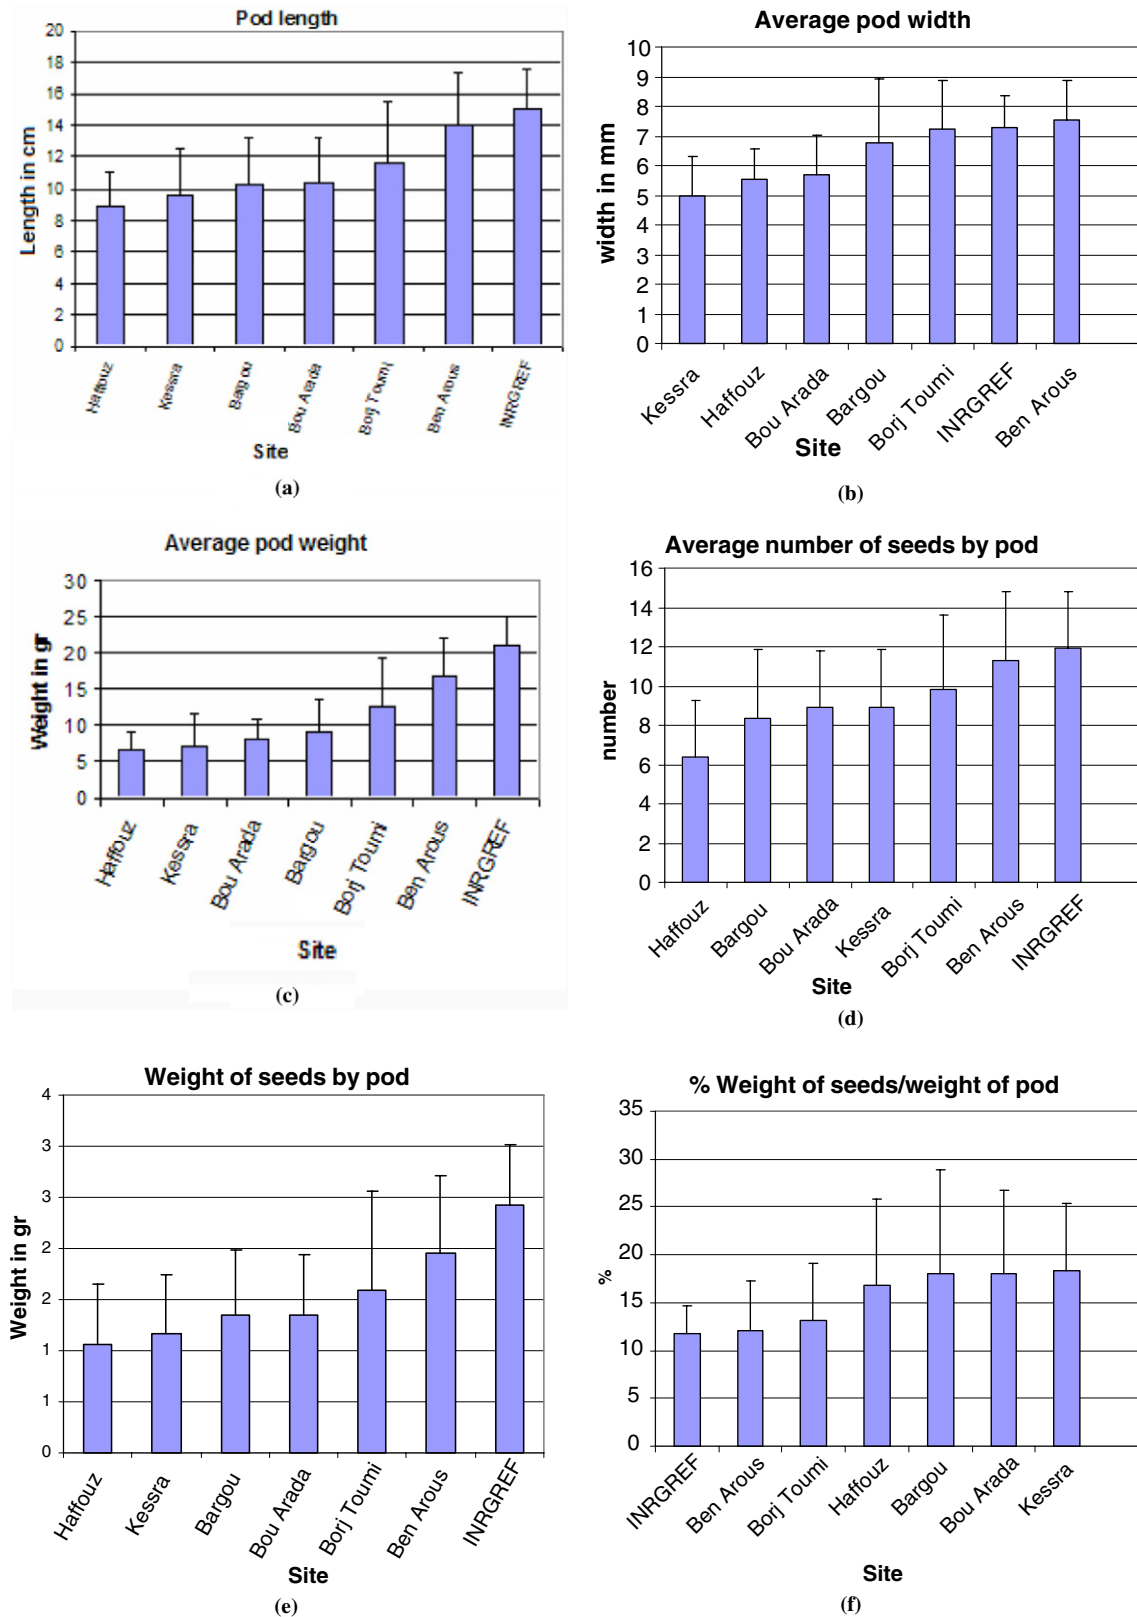 Pod length
20
18
16
14
12
10
8
6
4
2
0
Length in cm
Haffouz
Kessra
Bargou
Bou Arada
Borj Toumi
Ben Arous
INRGREF
Site
(a)
Average pod width
10
9
8
7
6
5
4
3
2
1
0
width in mm
Kessra
Haffouz
Bou Arada
Bargou
Borj Toumi
INRGREF
Ben Arous
Site
(b)
Average pod weight
30
25
20
15
10
5
0
Weight in gr
Haffouz
Kessra
Bou Arada
Bargou
Borj Toumi
Ben Arous
INRGREF
Site
(c)
Average number of seeds by pod
16
14
12
10
8
6
4
2
0
number
Haffouz
Bargou
Bou Arada
Kessra
Borj Toumi
Ben Arous
INRGREF
Site
(d)
Weight of seeds by pod
4
3
3
2
2
1
1
0
Weight in gr
Haffouz
Kessra
Bargou
Bou Arada
Borj Toumi
Ben Arous
INRGREF
Site
(e)
% Weight of seeds/weight of pod
35
30
25
20
15
10
5
0
%
INRGREF
Ben Arous
Borj Toumi
Haffouz
Bargou
Bou Arada
Kessra
Site
(f)